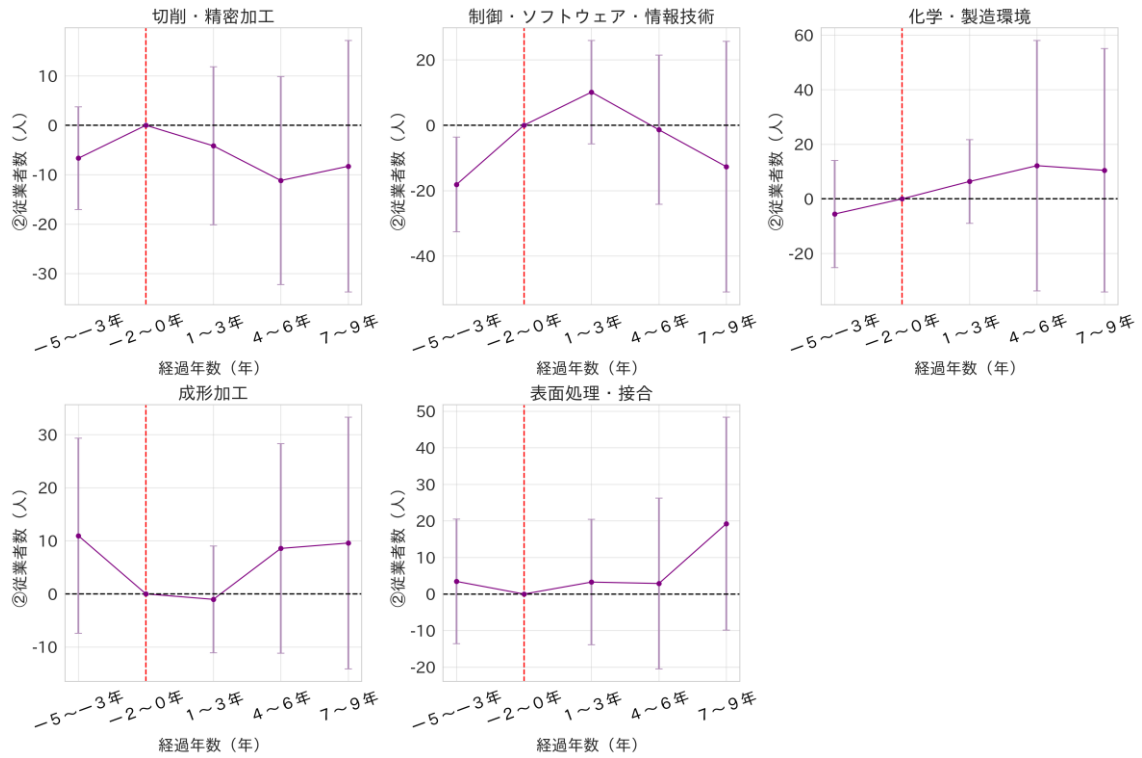 切削・精密加工
10
0
-10
-20
-30
②従業者数（人）
―5～―3年
―2～0年
1～3年
4～6年
7～9年
経過年数（年）
制御・ソフトウェア・情報技術
20
0
-20
-40
②従業者数（人）
―5～―3年
―2～0年
1～3年
4～6年
7～9年
経過年数（年）
化学・製造環境
60
40
20
0
-20
②従業者数（人）
―5～―3年
―2～0年
1～3年
4～6年
7～9年
経過年数（年）
成形加工
30
20
10
0
-10
②従業者数（人）
―5～―3年
―2～0年
1～3年
4～6年
7～9年
経過年数（年）
表面処理・接合
50
40
30
20
10
0
-10
-20
②従業者数（人）
―5～―3年
―2～0年
1～3年
4～6年
7～9年
経過年数（年）